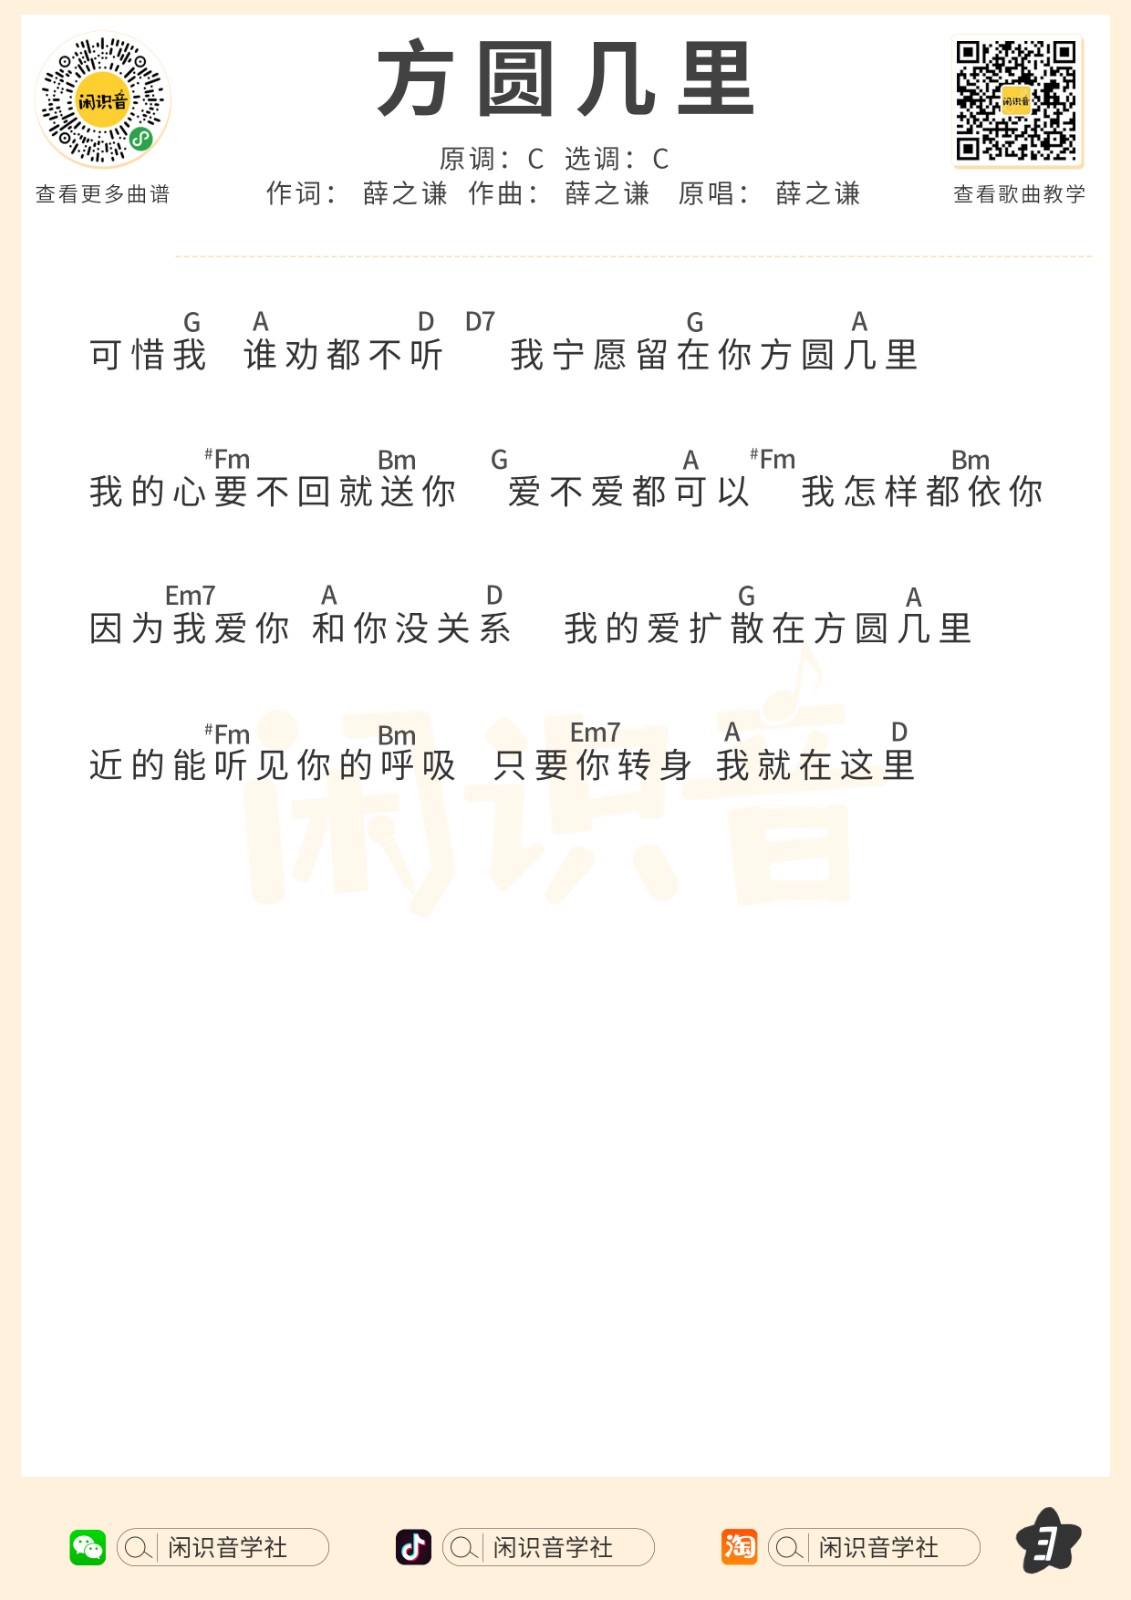 闲识音
查看更多曲谱
方圆几里
原调：C 选调：C
作词： 薛之谦 作曲： 薛之谦 原唱： 薛之谦
闲识音
查看歌曲教学
G A D D7 G A
可惜我 谁劝都不听 我宁愿留在你方圆几里
#Fm Bm G A #Fm Bm
我的心要不回就送你 爱不爱都可以 我怎样都依你
Em7 A D G A
因为我爱你 和你没关系 我的爱扩散在方圆几里
#Fm Bm Em7 A D
近的能听见你的呼吸 只要你转身 我就在这里
闲识音
闲识音学社
闲识音学社
淘 闲识音学社
3